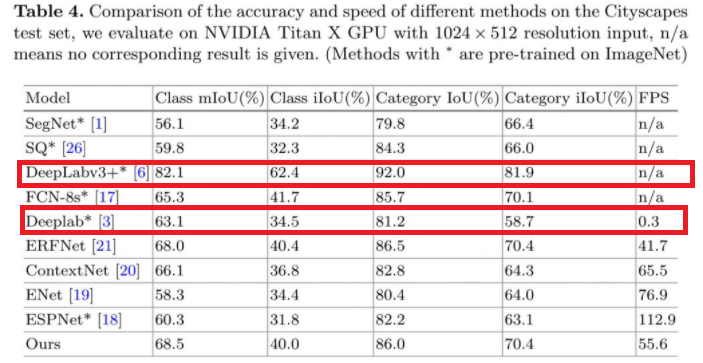 Table 4. Comparison of the accuracy and speed of different methods on the Cityscapes
test set, we evaluate on NVIDIA Titan X GPU with 1024 × 512 resolution input, n/a
means no corresponding result is given. (Methods with * are pre-trained on ImageNet)
Model Class mIoU(%) Class iIoU(%) Category IoU(%) Category iIoU(%) FPS
SegNet* [1] 56.1 34.2 79.8 66.4 n/a
SQ* [26] 59.8 32.3 84.3 66.0 n/a
DeepLabv3+* [6] 82.1 62.4 92.0 81.9 n/a
FCN-8s* [17] 65.3 41.7 85.7 70.1 n/a
Deeplab* [3] 63.1 34.5 81.2 58.7 0.3
ERFNet [21] 68.0 40.4 86.5 70.4 41.7
ContextNet [20] 66.1 36.8 82.8 64.3 65.5
ENet [19] 58.3 34.4 80.4 64.0 76.9
ESPNet* [18] 60.3 31.8 82.2 63.1 112.9
Ours 68.5 40.0 86.0 70.4 55.6